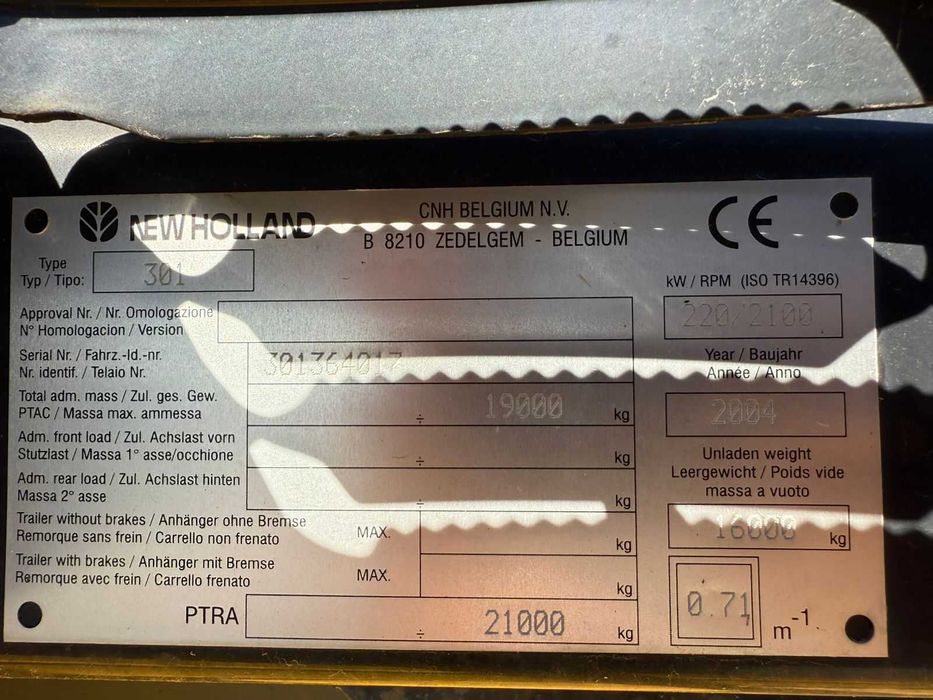 NEW HOLLAND
CNH BELGIUM N.V.
B 8210 ZEDELGEM - BELGIUM
CE
Type
Typ / Tipo:
301
kW / RPM (ISO TR14396)
220/2100
Approval Nr. / Nr. Omologazione
N° Homologacion / Version
Serial Nr. / Fahrz.-Id.-nr.
Nr. identif. / Telaio Nr.
301364017
Year / Baujahr
Année / Anno
2004
Total adm. mass / Zul. ges. Gew.
PTAC / Massa max. ammessa
÷ 19000 kg
Adm. front load / Zul. Achslast vorn
Stutzlast / Massa 1° asse/occhione
÷ kg
Unladen weight
Leergewicht / Poids vide
massa a vuoto
16000 kg
Adm. rear load / Zul. Achslast hinten
Massa 2° asse
÷ kg
Trailer without brakes / Anhänger ohne Bremse
Remorque sans frein / Carrello non frenato
MAX. kg
Trailer with brakes / Anhänger mit Bremse
Remorque avec frein / Carrello frenato
MAX. kg
PTRA ÷ 21000 kg
0.71 m-1